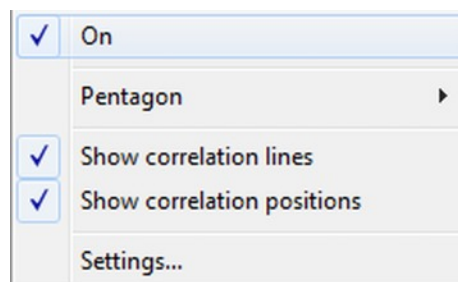 On
Pentagon
Show correlation lines
Show correlation positions
Settings...